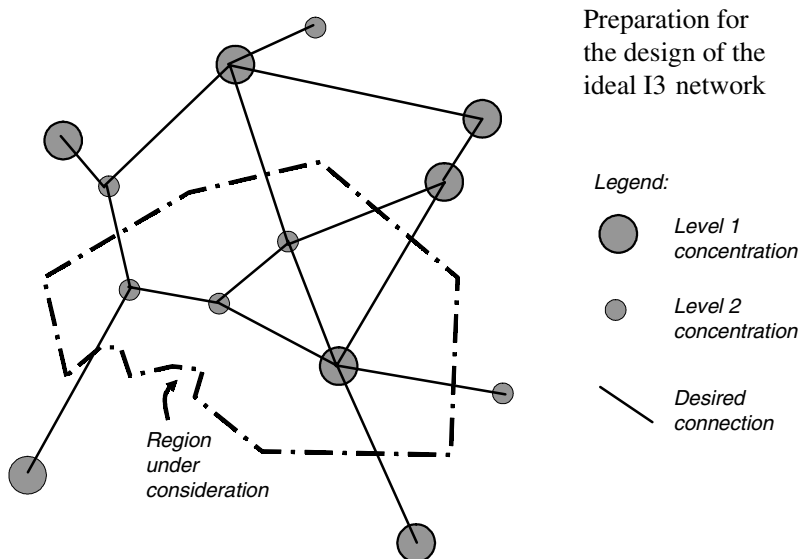 Preparation for
the design of the
ideal I3 network
Legend:
Level 1
concentration
Level 2
concentration
Desired
connection
Region
under
consideration